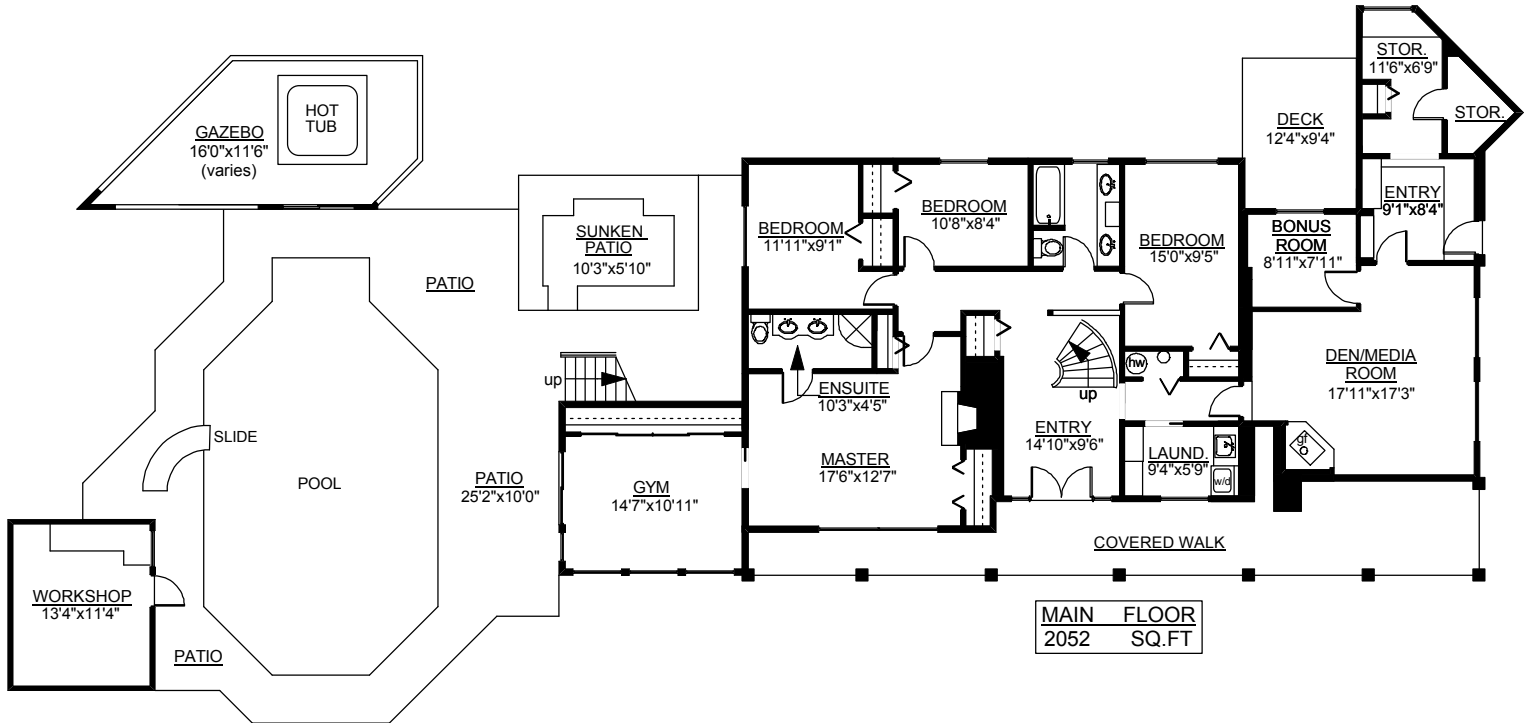 STOR.
11'6"x6'9"
STOR.
HOT
TUB
GAZEBO
16'0"x11'6"
(varies)
DECK
12'4"x9'4"
ENTRY
9'1"x8'4"
BEDROOM
10'8"x8'4"
BEDROOM
11'11"x9'1"
SUNKEN
PATIO
10'3"x5'10"
BEDROOM
15'0"x9'5"
BONUS
ROOM
8'11"x7'11"
PATIO
DEN/MEDIA
ROOM
17'11"x17'3"
hw
up
ENSUITE
10'3"x4'5"
up
SLIDE
ENTRY
14'10"x9'6"
gf
LAUND.
9'4"x5'9"
w/d
MASTER
17'6"x12'7"
POOL
PATIO
25'2"x10'0"
GYM
14'7"x10'11"
COVERED WALK
WORKSHOP
13'4"x11'4"
PATIO
MAIN FLOOR
2052 SQ.FT